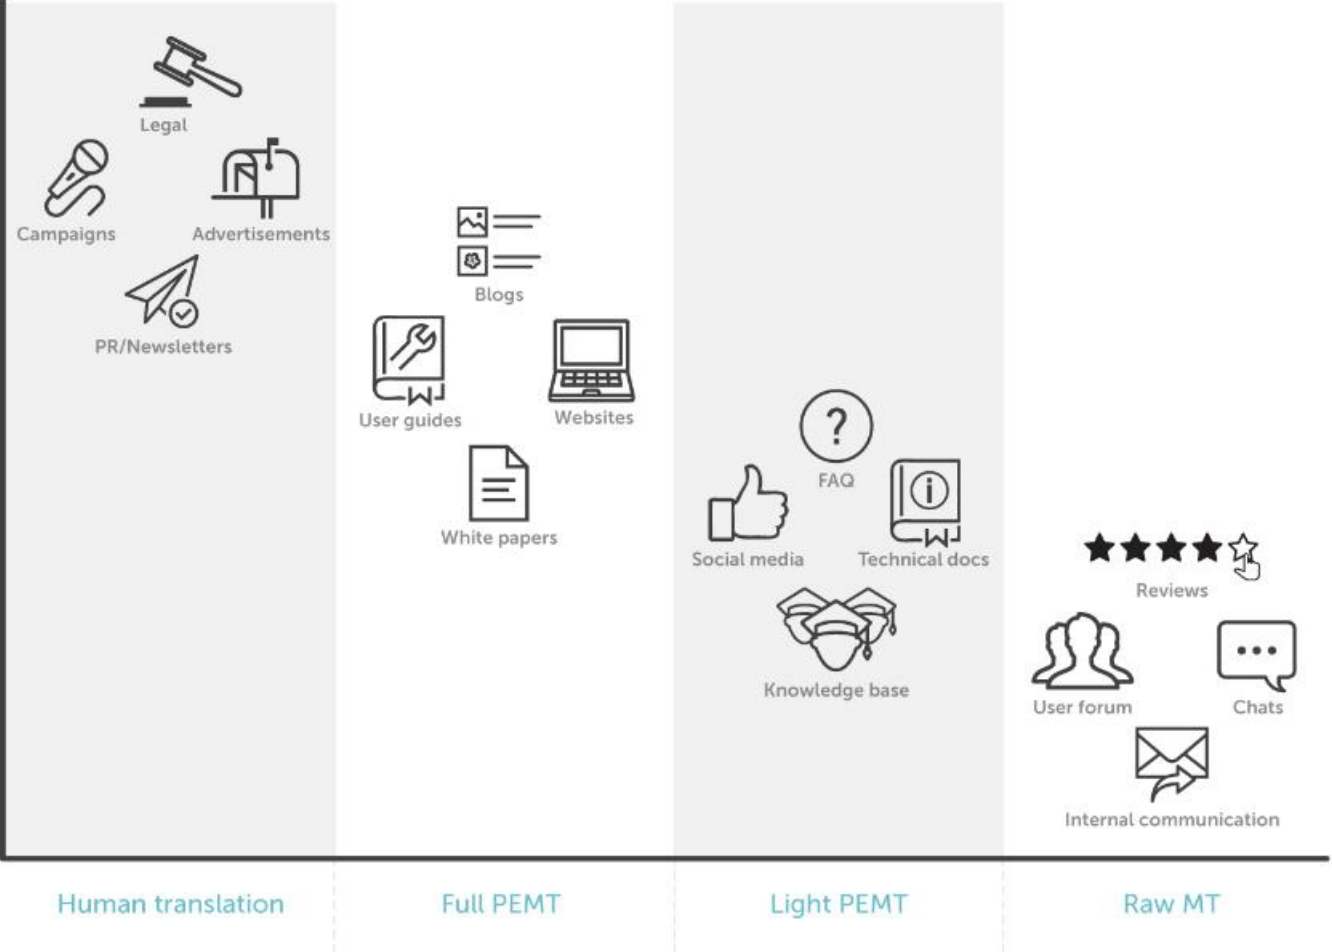 Legal
Campaigns
Advertisements
PR/Newsletters
Blogs
User guides
Websites
White papers
?
FAQ
i
Social media
Technical docs
Knowledge base
Reviews
User forum
Chats
Internal communication
Human translation
Full PEMT
Light PEMT
Raw MT